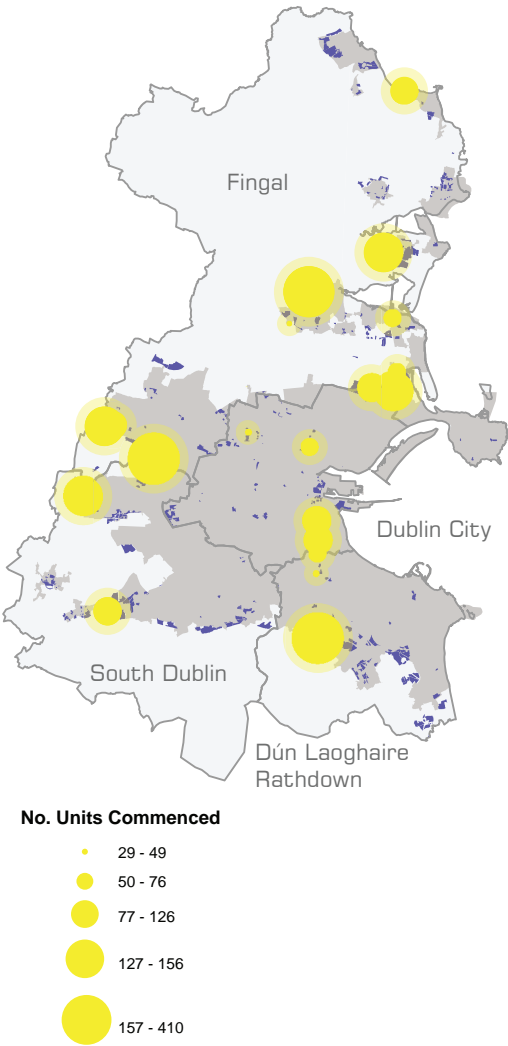 Fingal
Dublin City
South Dublin
Dún Laoghaire
Rathdown
No. Units Commenced
29 - 49
50 - 76
77 - 126
127 - 156
157 - 410